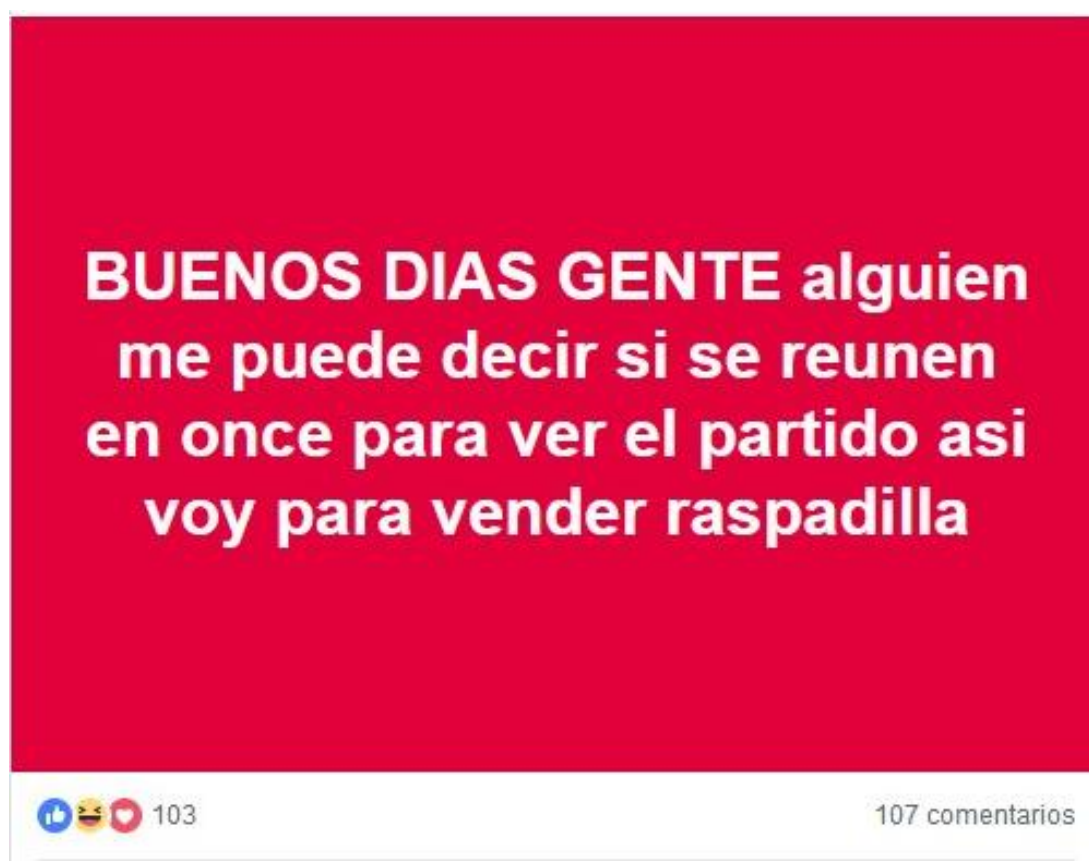 BUENOS DIAS GENTE alguien
me puede decir si se reunen
en once para ver el partido asi
voy para vender raspadilla
103
107 comentarios